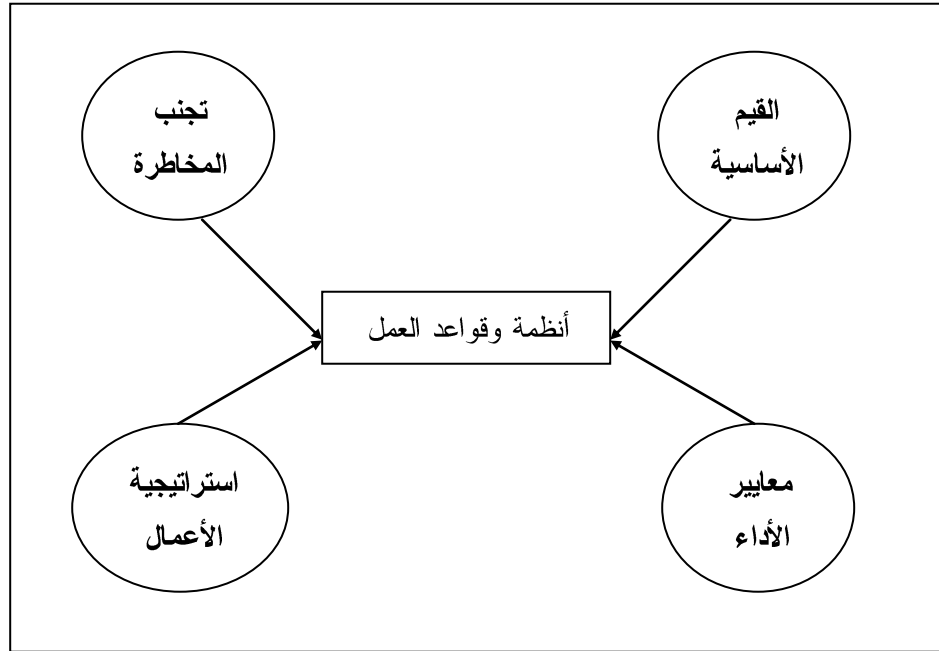 القيم
الأساسية
تجنب
المخاطرة
أنظمة وقواعد العمل
معايير
الأداء
استراتيجية
الأعمال